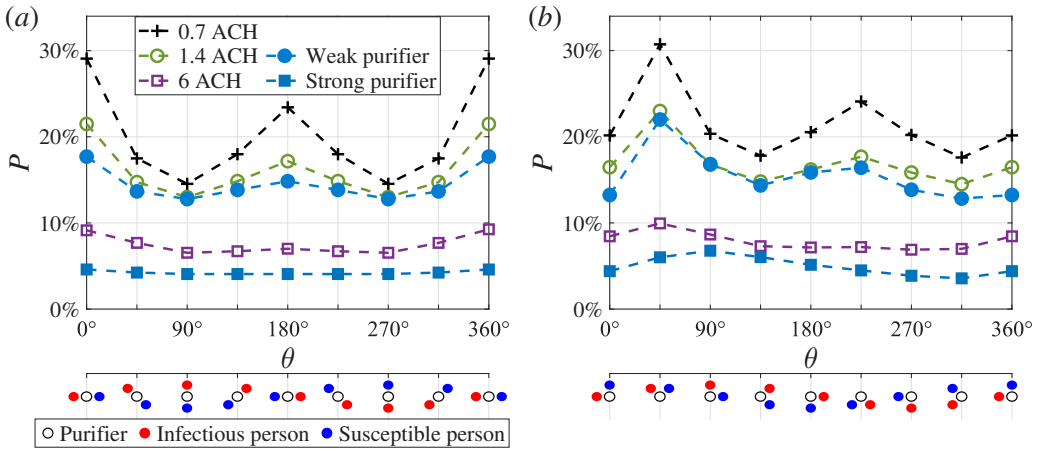 (a)
0.7 ACH
1.4 ACH
6 ACH
Weak purifier
Strong purifier
30%
20%
10%
0%
P
0° 90° 180° 270° 360°
θ
(b)
30%
20%
10%
0%
P
0° 90° 180° 270° 360°
θ
Purifier Infectious person Susceptible person